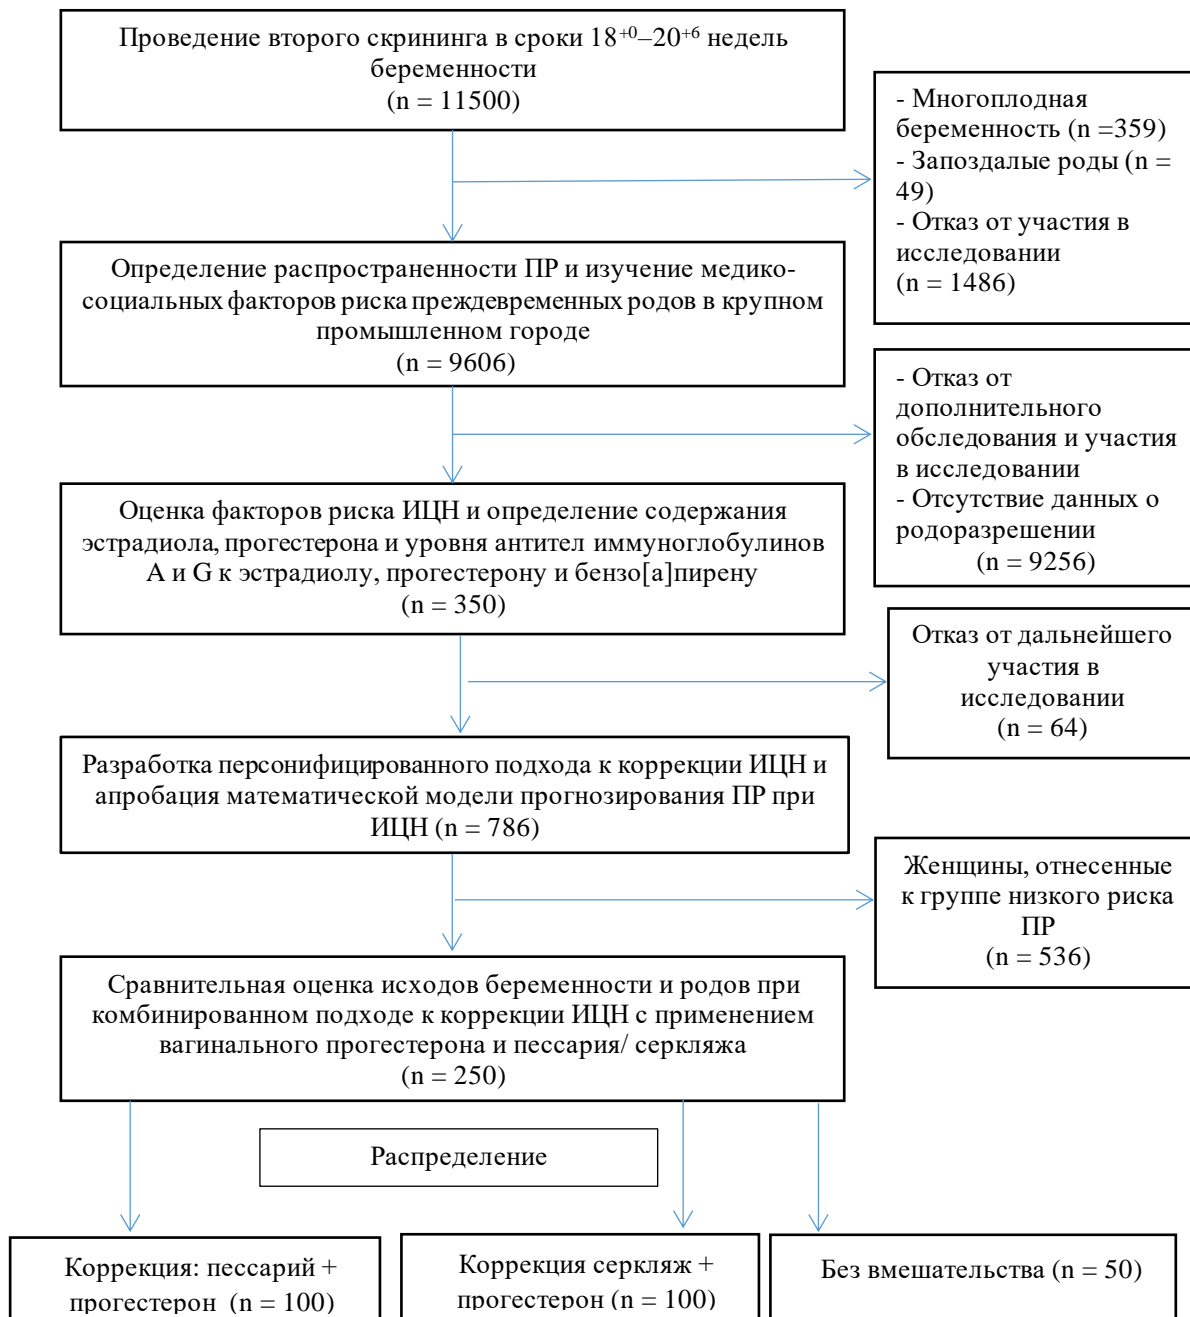 Проведение второго скрининга в сроки 18⁺⁰–20⁺⁶ недель
беременности
(n = 11500)
- Многоплодная
беременность (n =359)
- Запоздалые роды (n =
49)
- Отказ от участия в
исследовании
(n = 1486)
Определение распространенности ПР и изучение медико-
социальных факторов риска преждевременных родов в крупном
промышленном городе
(n = 9606)
- Отказ от
дополнительного
обследования и участия
в исследовании
- Отсутствие данных о
родоразрешении
(n = 9256)
Оценка факторов риска ИЦН и определение содержания
эстрадиола, прогестерона и уровня антител иммуноглобулинов
А и G к эстрадиолу, прогестерону и бензо[а]пирену
(n = 350)
Отказ от дальнейшего
участия в
исследовании
(n = 64)
Разработка персонифицированного подхода к коррекции ИЦН и
апробация математической модели прогнозирования ПР при
ИЦН (n = 786)
Женщины, отнесенные
к группе низкого риска
ПР
(n = 536)
Сравнительная оценка исходов беременности и родов при
комбинированном подходе к коррекции ИЦН с применением
вагинального прогестерона и пессария/ серкляжа
(n = 250)
Распределение
Коррекция: пессарий +
прогестерон (n = 100)
Коррекция серкляж +
прогестерон (n = 100)
Без вмешательства (n = 50)